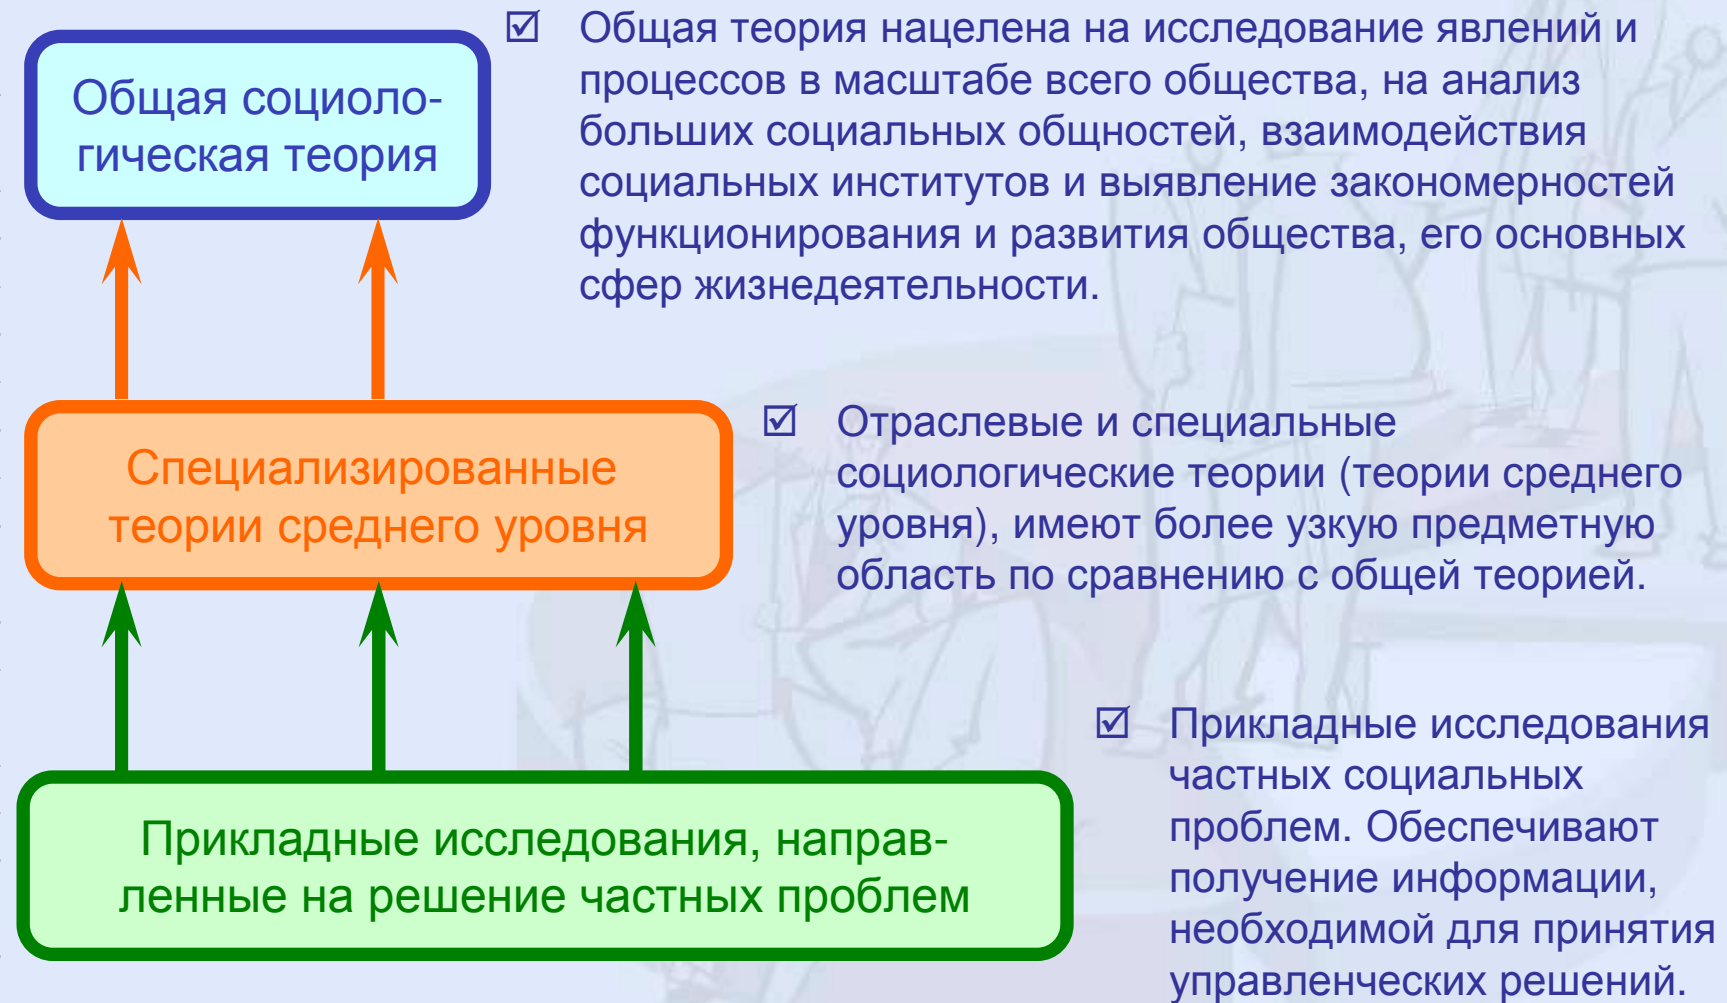 Общая социоло-
гическая теория
☑ Общая теория нацелена на исследование явлений и
процессов в масштабе всего общества, на анализ
больших социальных общностей, взаимодействия
социальных институтов и выявление закономерностей
функционирования и развития общества, его основных
сфер жизнедеятельности.
Специализированные
теории среднего уровня
☑ Отраслевые и специальные
социологические теории (теории среднего
уровня), имеют более узкую предметную
область по сравнению с общей теорией.
Прикладные исследования, направ-
ленные на решение частных проблем
☑ Прикладные исследования
частных социальных
проблем. Обеспечивают
получение информации,
необходимой для принятия
управленческих решений.